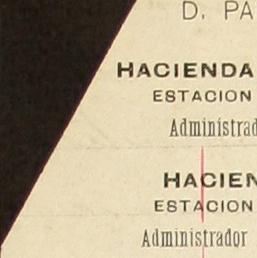 D. PA
HACIENDA
ESTACION
Administrad
HACIEN
ESTACION
Administrador